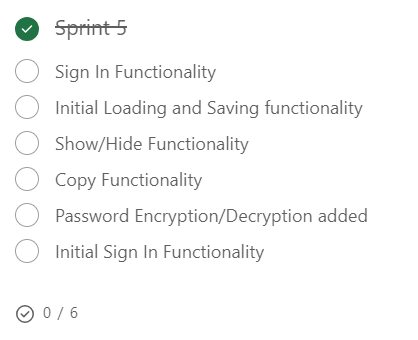 Sprint 5
Sign In Functionality
Initial Loading and Saving functionality
Show/Hide Functionality
Copy Functionality
Password Encryption/Decryption added
Initial Sign In Functionality
0 / 6